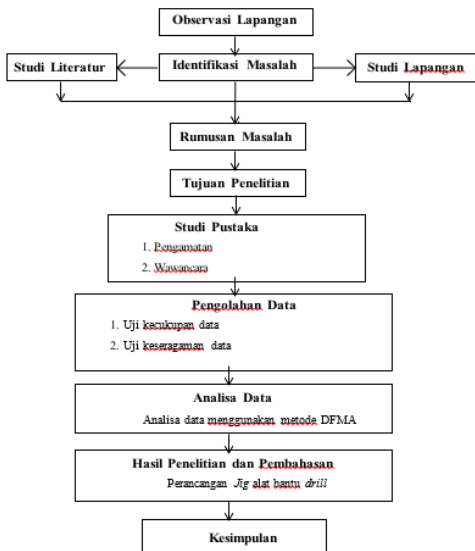 Observasi Lapangan
Studi Literatur
Identifikasi Masalah
Studi Lapangan
Rumusan Masalah
Tujuan Penelitian
Studi Pustaka
1. Pengamatan
2. Wawancara
Pengolahan Data
1. Uji kecukupan data
2. Uji keseragaman data
Analisa Data
Analisa data menggunakan metode DFMA
Hasil Penelitian dan Pembahasan
Perancangan Jig alat bantu drill
Kesimpulan